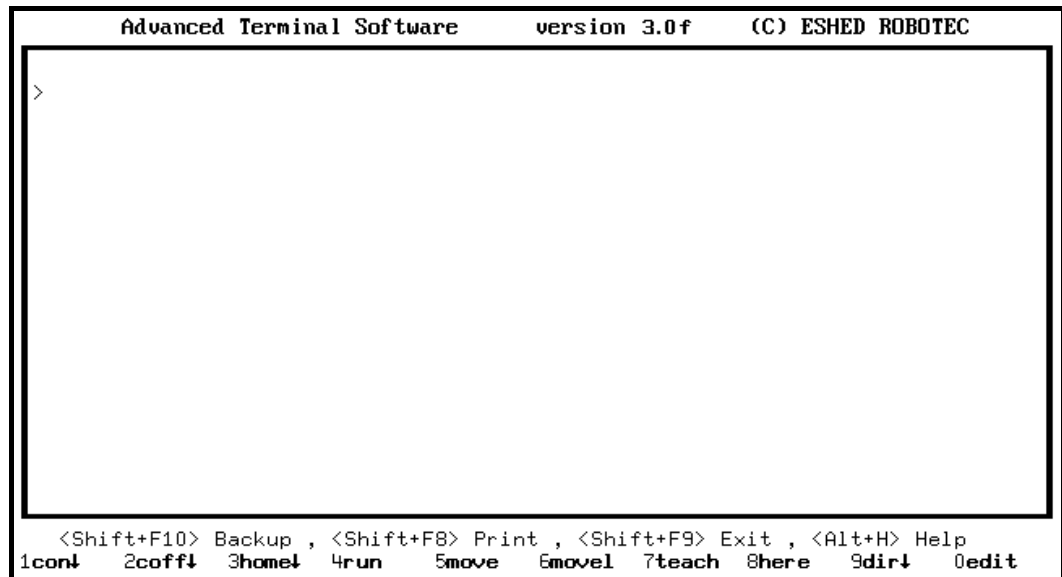 Advanced Terminal Software version 3.0f (C) ESHED ROBOTEC
>
<Shift+F10> Backup , <Shift+F8> Print , <Shift+F9> Exit , <Alt+H> Help
1con↓ 2coff↓ 3home↓ 4run 5move 6movel 7teach 8here 9dir↓ 0edit